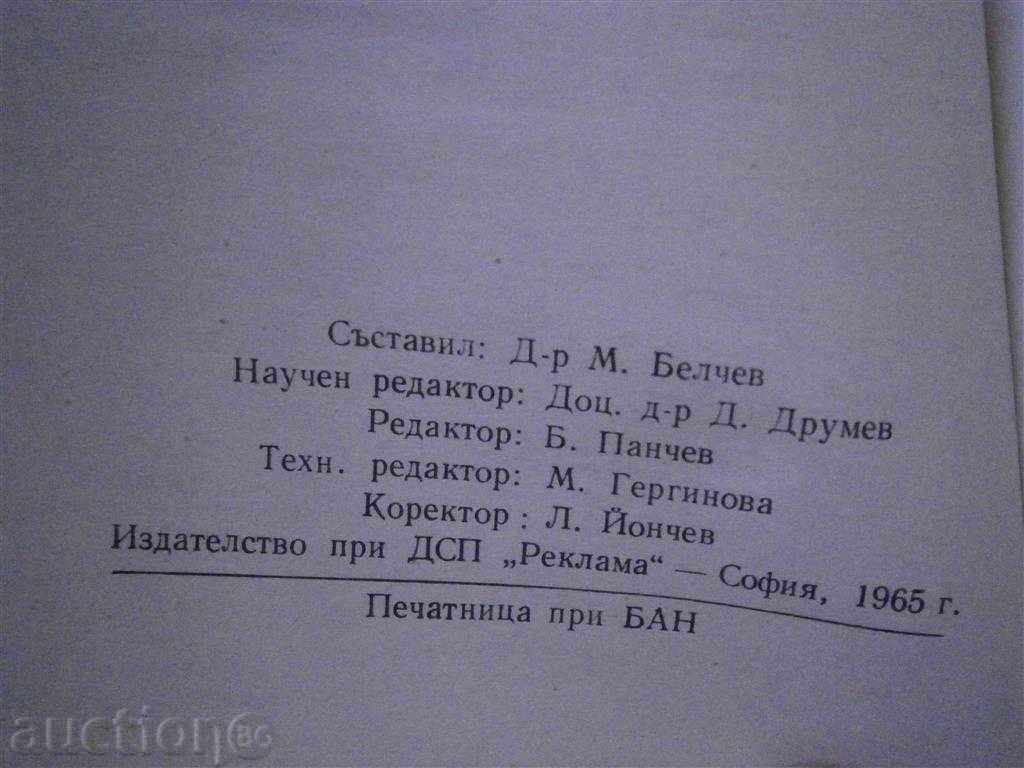 Съставил: Д-р М. Белчев
Научен редактор: Доц. д-р Д. Друмев
Редактор: Б. Панчев
Техн. редактор: М. Гергинова
Коректор : Л. Йончев
Издателство при ДСП „Реклама“ — София, 1965 г.
Печатница при БАН
auction BG